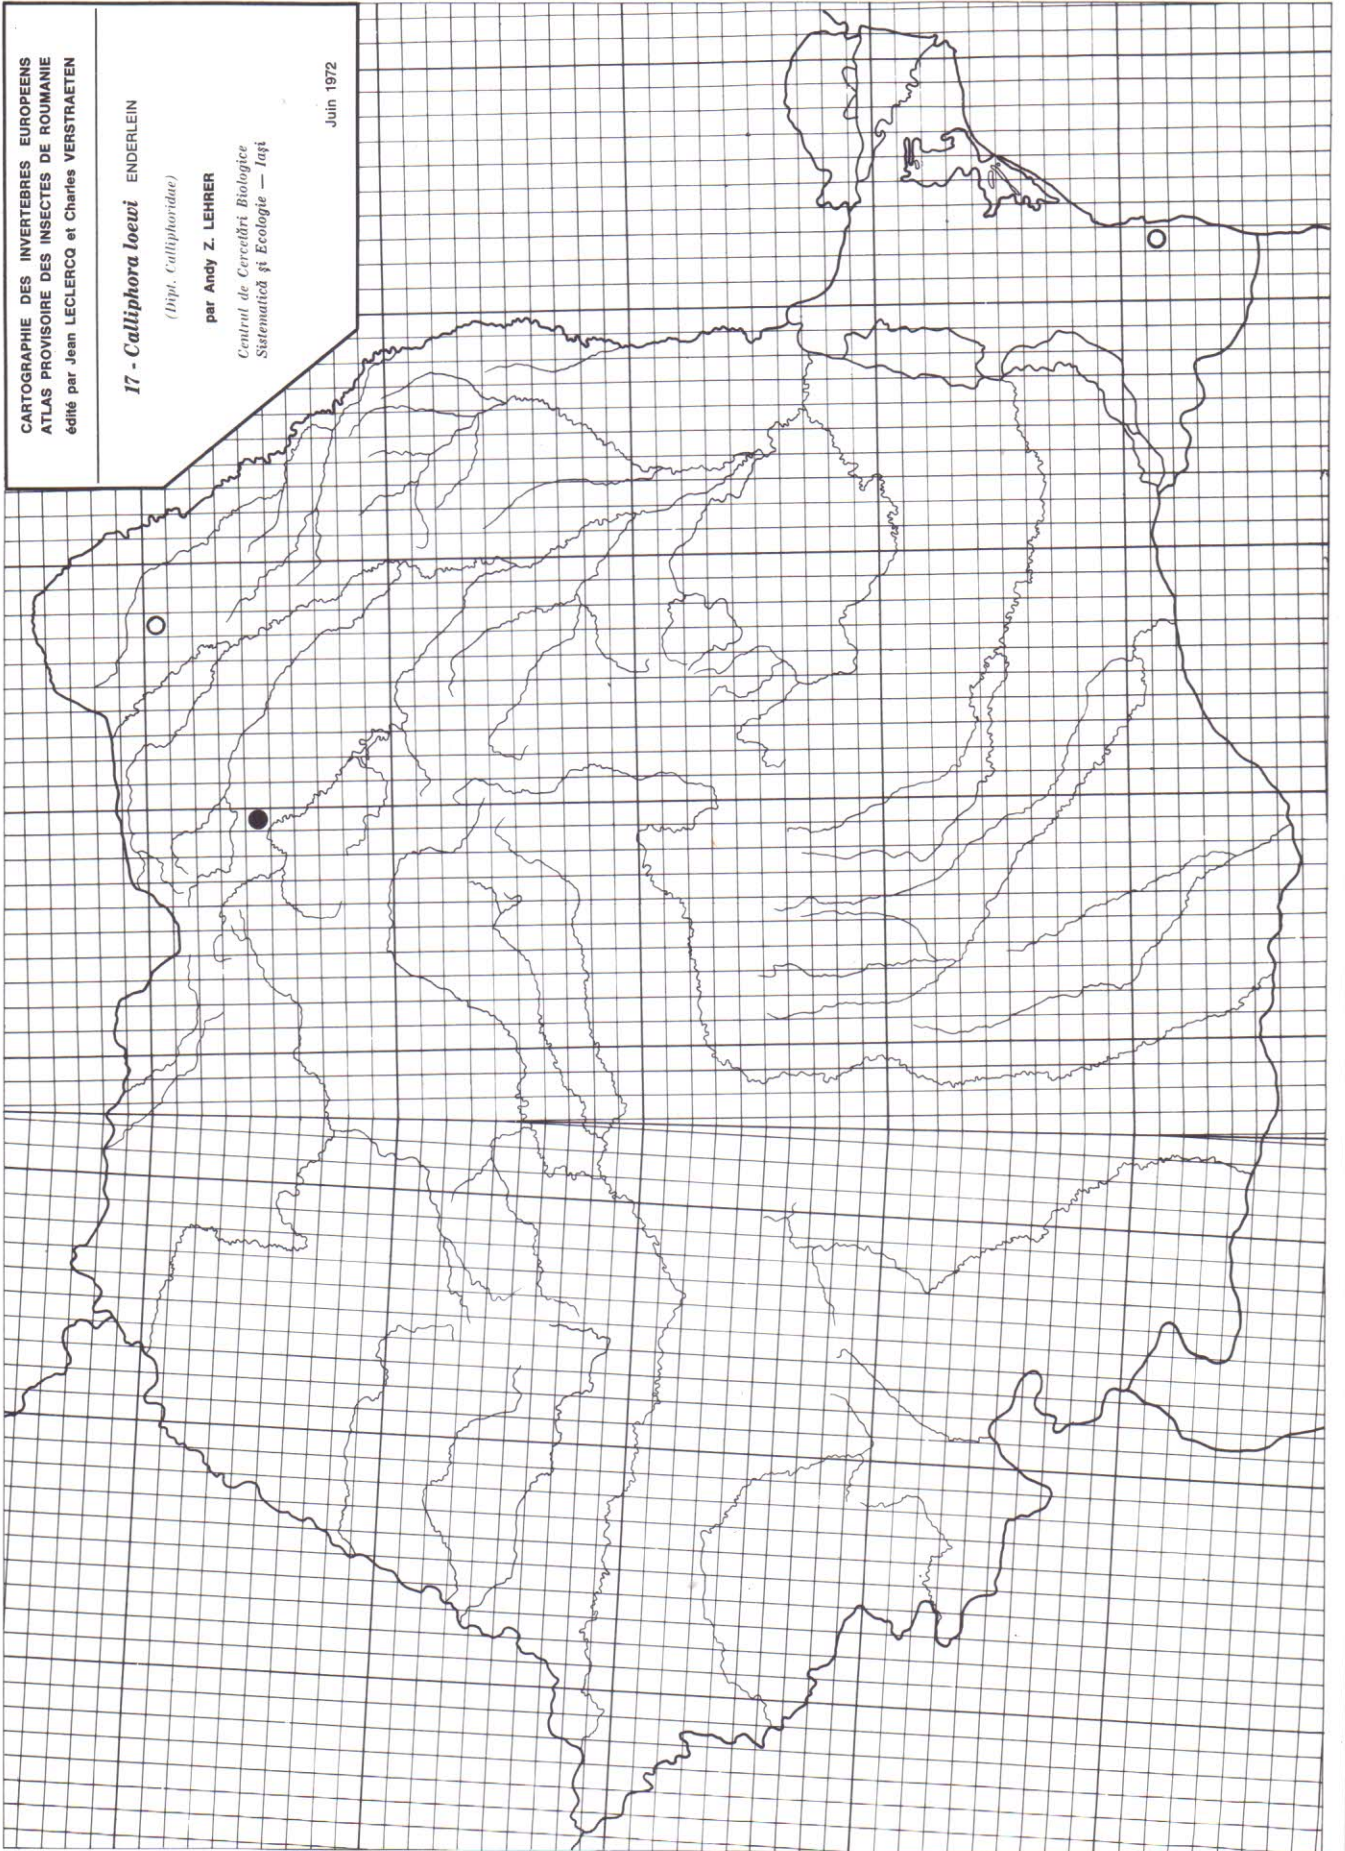 CARTOGRAPHIE DES INVERTEBRES EUROPEENS
ATLAS PROVISOIRE DES INSECTES DE ROUMANIE
édité par Jean LECLERCQ et Charles VERSTRAETEN
17 - Calliphora loewi ENDERLEIN
(Dipt. Calliphoridae)
par Andy Z. LEHRER
Centrul de Cercetări Biologice
Sistematică şi Ecologie — Iaşi
Juin 1972